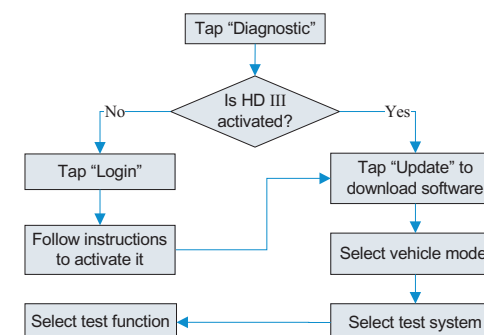 Tap “Diagnostic”
Is HD III
activated?
No
Yes
Tap “Login”
Tap “Update” to
download software
Follow instructions
to activate it
Select vehicle mode
Select test function
Select test system